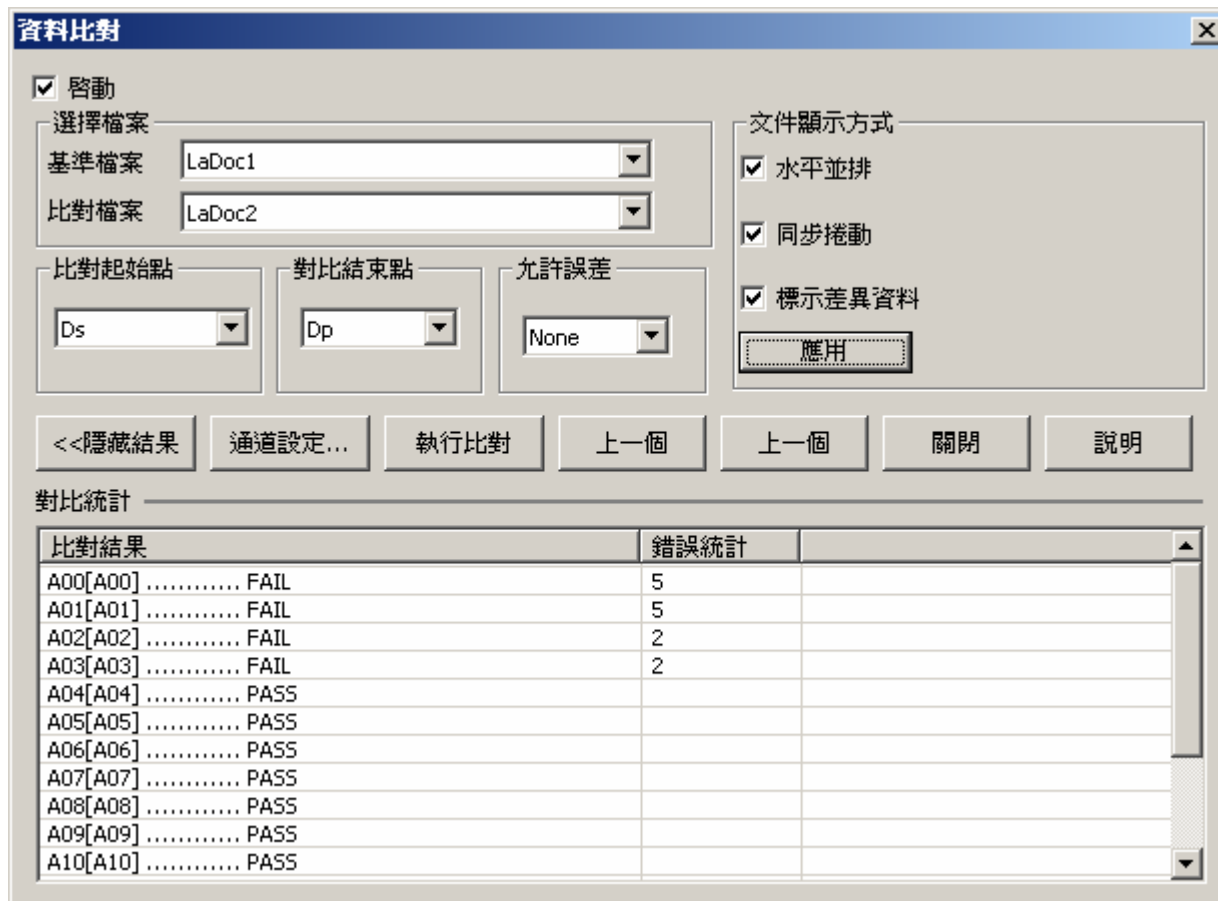 資料比對
啓動
選擇檔案
基準檔案 LaDoc1
比對檔案 LaDoc2
文件顯示方式
水平並排
同步捲動
標示差異資料
應用
比對起始點
Ds
對比結束點
Dp
允許誤差
None
<<隱藏結果 通道設定... 執行比對 上一個 上一個 關閉 說明
對比統計
比對結果 錯誤統計
A00[A00] ............ FAIL 5
A01[A01] ............ FAIL 5
A02[A02] ............ FAIL 2
A03[A03] ............ FAIL 2
A04[A04] ............ PASS
A05[A05] ............ PASS
A06[A06] ............ PASS
A07[A07] ............ PASS
A08[A08] ............ PASS
A09[A09] ............ PASS
A10[A10] ............ PASS